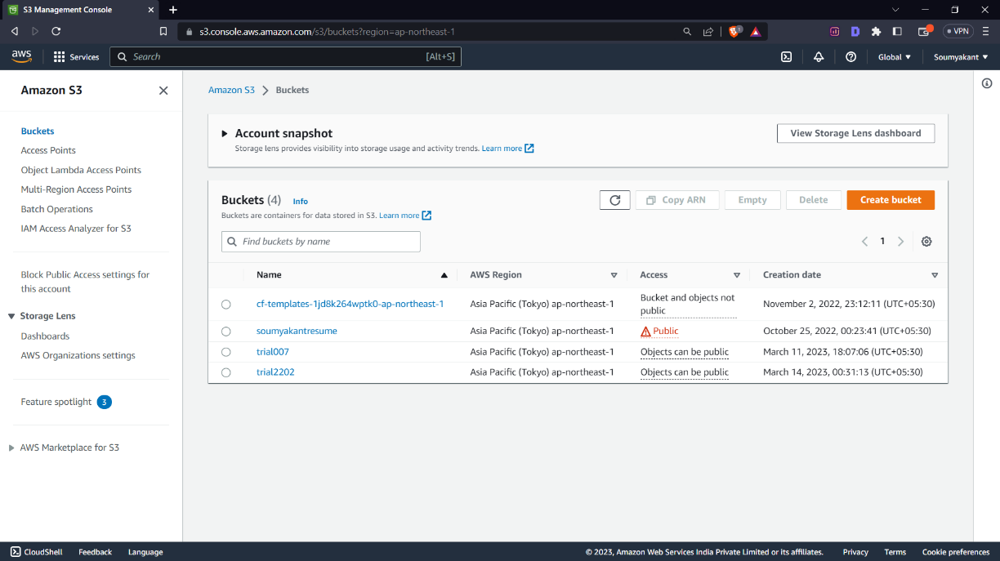 S3 Management Console
s3.console.aws.amazon.com/s3/buckets?region=ap-northeast-1
1
VPN
aws
Services
Search
[Alt+S]
Global
Soumyakant
Amazon S3
Buckets
Access Points
Object Lambda Access Points
Multi-Region Access Points
Batch Operations
IAM Access Analyzer for S3
Block Public Access settings for
this account
Storage Lens
Dashboards
AWS Organizations settings
Feature spotlight 3
AWS Marketplace for S3
Amazon S3 Buckets
Account snapshot
Storage lens provides visibility into storage usage and activity trends. Learn more
View Storage Lens dashboard
Buckets (4) Info
Buckets are containers for data stored in S3. Learn more
Copy ARN
Empty
Delete
Create bucket
Find buckets by name
1
Name AWS Region Access Creation date
cf-templates-1jd8k264wptk0-ap-northeast-1 Asia Pacific (Tokyo) ap-northeast-1 Bucket and objects not
public November 2, 2022, 23:12:11 (UTC+05:30)
soumyakantresume Asia Pacific (Tokyo) ap-northeast-1 Public October 25, 2022, 00:23:41 (UTC+05:30)
trial007 Asia Pacific (Tokyo) ap-northeast-1 Objects can be public March 11, 2023, 18:07:06 (UTC+05:30)
trial2202 Asia Pacific (Tokyo) ap-northeast-1 Objects can be public March 14, 2023, 00:31:13 (UTC+05:30)
CloudShell Feedback Language
© 2023, Amazon Web Services India Private Limited or its affiliates. Privacy Terms Cookie preferences